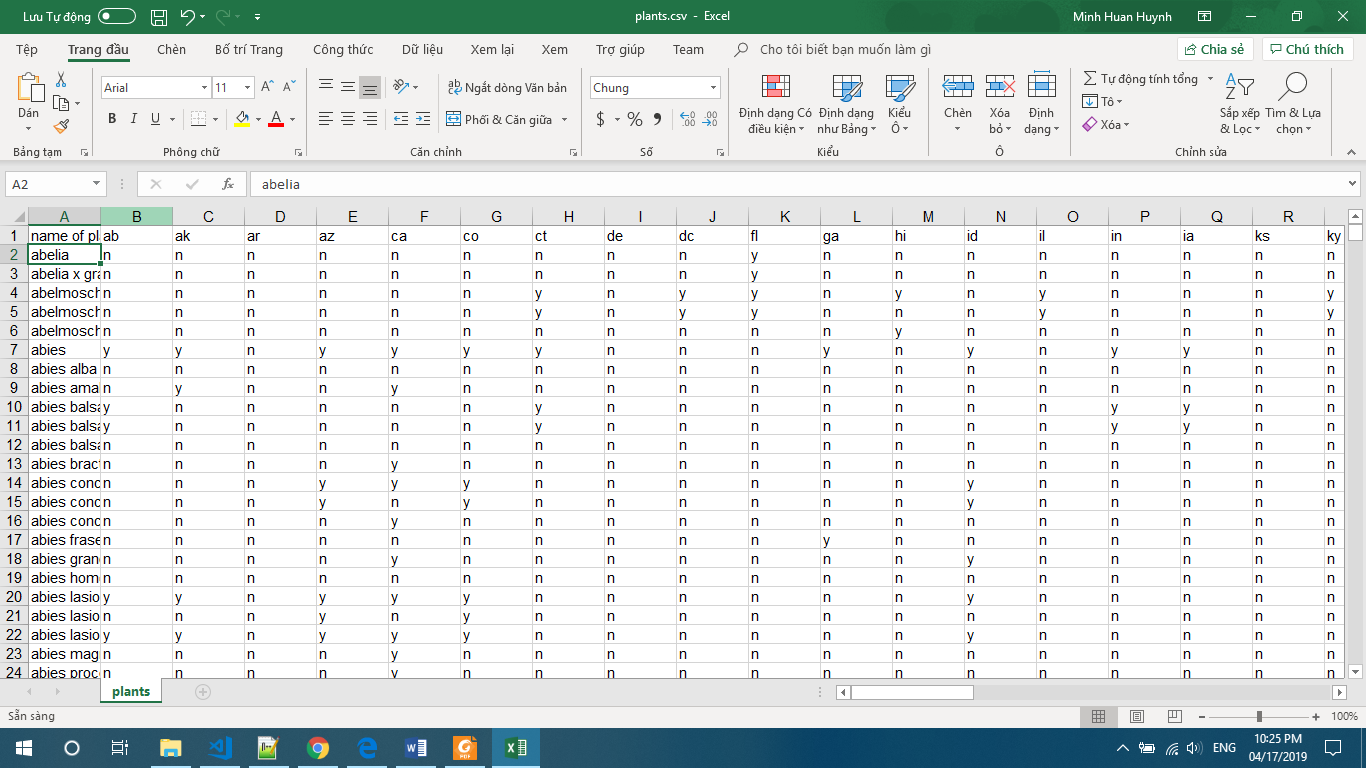 Lưu Tự động
plants.csv - Excel
Minh Huan Huynh
Tệp Trang đầu Chèn Bố trí Trang Công thức Dữ liệu Xem lại Xem Trợ giúp Team Cho tôi biết bạn muốn làm gì Chia sẻ Chú thích
Dán
Bảng tạm
Arial 11
B I U A
Phông chữ
Ngắt dòng Văn bản
Phối & Căn giữa
Căn chỉnh
Chung
$ % ,
Số
Định dạng Có điều kiện
Định dạng như Bảng
Kiểu Ô
Kiểu
Chèn
Xóa bỏ
Định dạng
Ô
Tự động tính tổng
Tô
Xóa
Sắp xếp & Lọc
Tìm & Lựa chọn
Chỉnh sửa
A2 fx abelia
A B C D E F G H I J K L M N O P Q R
1 name of pl ab ak ar az ca co ct de dc fl ga hi id il in ia ks ky
2 abelia n n n n n n n n n y n n n n n n n n
3 abelia x gra n n n n n n n n n y n n n n n n n n
4 abelmosch n n n n n n y n y y n y n y n n n y
5 abelmosch n n n n n n y n y y n n n y n n n y
6 abelmosch n n n n n n n n n n n y n n n n n n
7 abies y y n y y y y n n n y n y n y y n n
8 abies alba n n n n n n n n n n n n n n n n n n
9 abies ama n y n n y n n n n n n n n n n n n n
10 abies balsa y n n n n n y n n n n n n n y y n n
11 abies balsa y n n n n n y n n n n n n n y y n n
12 abies balsa n n n n n n n n n n n n n n n n n n
13 abies bract n n n n y n n n n n n n n n n n n n
14 abies conc n n n y y y n n n n n n y n n n n n
15 abies conc n n n y n y n n n n n n y n n n n n
16 abies conc n n n n y n n n n n n n n n n n n n
17 abies frase n n n n n n n n n n y n n n n n n n
18 abies gran n n n n y n n n n n n n y n n n n n
19 abies hom n n n n n n n n n n n n n n n n n n
20 abies lasio y y n y y y n n n n n n y n n n n n
21 abies lasio n n n y n y n n n n n n n n n n n n
22 abies lasio y y n y y y n n n n n n y n n n n n
23 abies mag n n n n y n n n n n n n n n n n n n
24 abies proc n n n n y n n n n n n n n n n n n n
plants
Sẵn sàng
100%
ENG
10:25 PM
04/17/2019